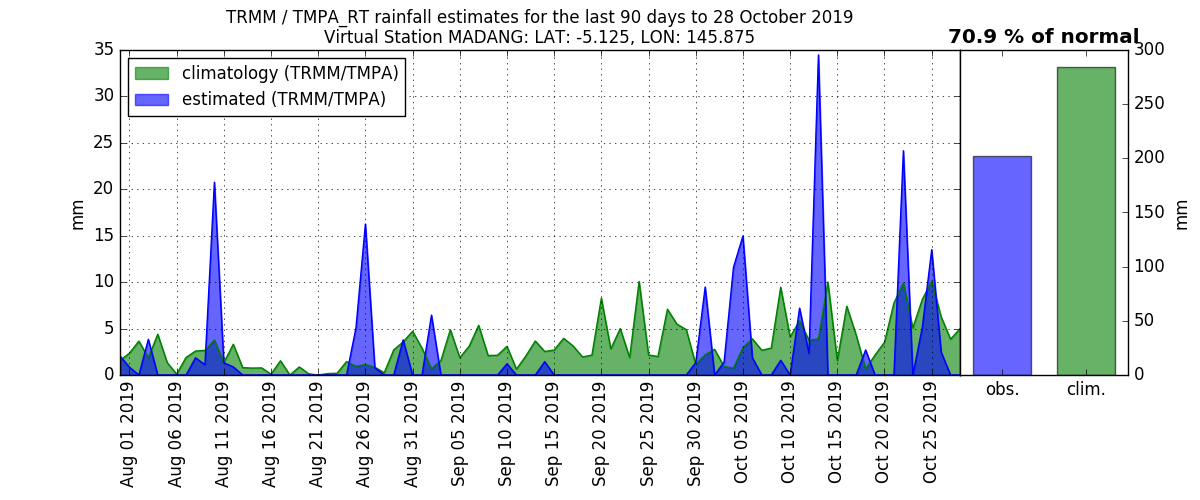 TRMM / TMPA_RT rainfall estimates for the last 90 days to 28 October 2019
Virtual Station MADANG: LAT: -5.125, LON: 145.875
70.9 % of normal
climatology (TRMM/TMPA)
estimated (TRMM/TMPA)
35
30
25
20
15
10
5
0
mm
Aug 01 2019
Aug 06 2019
Aug 11 2019
Aug 16 2019
Aug 21 2019
Aug 26 2019
Aug 31 2019
Sep 05 2019
Sep 10 2019
Sep 15 2019
Sep 20 2019
Sep 25 2019
Sep 30 2019
Oct 05 2019
Oct 10 2019
Oct 15 2019
Oct 20 2019
Oct 25 2019
obs.
clim.
300
250
200
150
100
50
0
mm